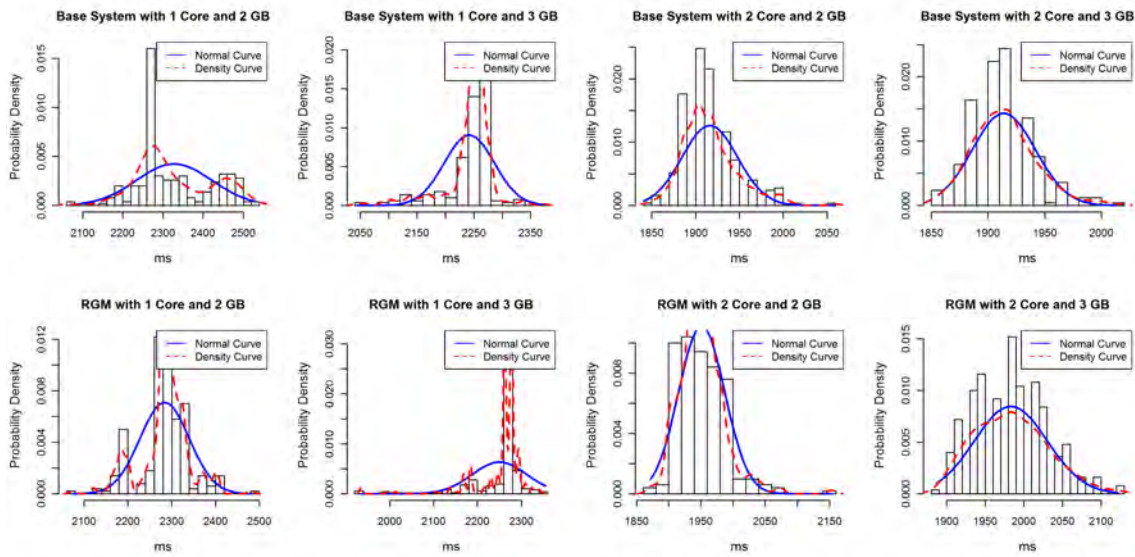 Base System with 1 Core and 2 GB
Probability Density
0.000 0.005 0.010 0.015
Normal Curve
Density Curve
2100 2200 2300 2400 2500
ms
Base System with 1 Core and 3 GB
Probability Density
0.000 0.005 0.010 0.015 0.020
Normal Curve
Density Curve
2050 2150 2250 2350
ms
Base System with 2 Core and 2 GB
Probability Density
0.000 0.010 0.020
Normal Curve
Density Curve
1850 1900 1950 2000 2050
ms
Base System with 2 Core and 3 GB
Probability Density
0.000 0.010 0.020
Normal Curve
Density Curve
1850 1900 1950 2000
ms
RGM with 1 Core and 2 GB
Probability Density
0.000 0.004 0.008 0.012
Normal Curve
Density Curve
2100 2200 2300 2400 2500
ms
RGM with 1 Core and 3 GB
Probability Density
0.000 0.010 0.020 0.030
Normal Curve
Density Curve
2000 2100 2200 2300
ms
RGM with 2 Core and 2 GB
Probability Density
0.000 0.004 0.008
Normal Curve
Density Curve
1850 1950 2050 2150
ms
RGM with 2 Core and 3 GB
Probability Density
0.000 0.005 0.010 0.015
Normal Curve
Density Curve
1900 1950 2000 2050 2100
ms